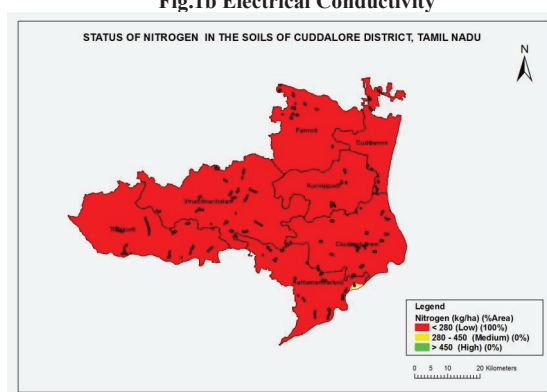 Fig.1b Electrical Conductivity
STATUS OF NITROGEN IN THE SOILS OF CUDDALORE DISTRICT, TAMIL NADU
N
Panruti
Cuddalore
Kurinjipadi
Virudhachalam
Titagudi
Chidambaram
Kattumannarkoil
Legend
Nitrogen (kg/ha) (%Area)
< 280 (Low) (100%)
280 - 450 (Medium) (0%)
> 450 (High) (0%)
0 5 10 20 Kilometers